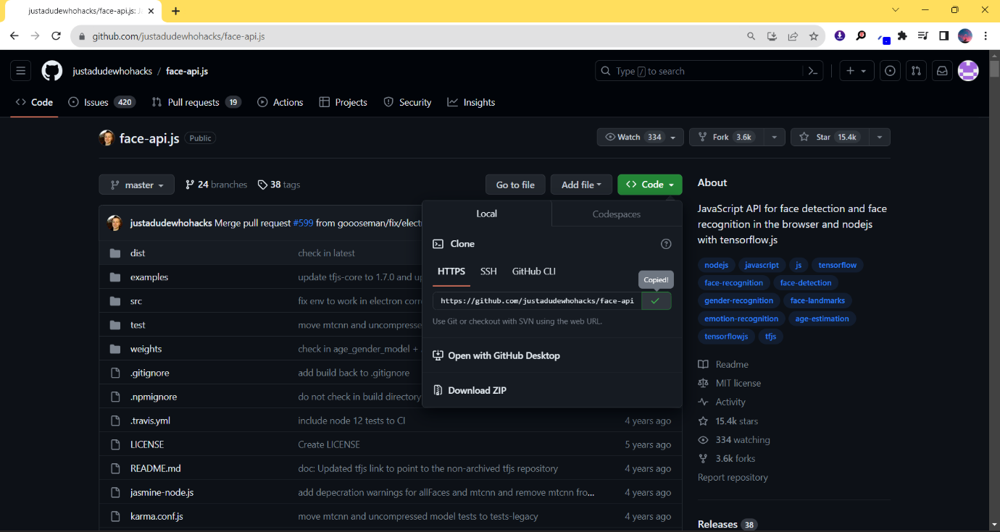 justadudewhohacks/face-api.js: J
github.com/justadudewhohacks/face-api.js
justadudewhohacks / face-api.js
Type / to search
Code
Issues 420
Pull requests 19
Actions
Projects
Security
Insights
face-api.js Public
Watch 334
Fork 3.6k
Star 15.4k
master
24 branches
38 tags
Go to file
Add file
Code
Local
Codespaces
Clone
HTTPS
SSH
GitHub CLI
Copied!
https://github.com/justadudewhohacks/face-api
Use Git or checkout with SVN using the web URL.
Open with GitHub Desktop
Download ZIP
justadudewhohacks Merge pull request #599 from goooseman/fix/electr
dist check in latest
examples update tfjs-core to 1.7.0 and up
src fix env to work in electron corre
test move mtcnn and uncompresse
weights check in age_gender_model + .
.gitignore add build back to .gitignore
.npmignore do not check in build directory
.travis.yml include node 12 tests to CI 4 years ago
LICENSE Create LICENSE 5 years ago
README.md doc: Updated tfjs link to point to the non-archived tfjs repository 4 years ago
jasmine-node.js add depecration warnings for allFaces and mtcnn and remove mtcnn fro... 4 years ago
karma.conf.js move mtcnn and uncompressed model tests to tests-legacy 4 years ago
About
JavaScript API for face detection and face
recognition in the browser and nodejs
with tensorflow.js
nodejs javascript js tensorflow
face-recognition face-detection
gender-recognition face-landmarks
emotion-recognition age-estimation
tensorflowjs tfjs
Readme
MIT license
Activity
15.4k stars
334 watching
3.6k forks
Report repository
Releases 38